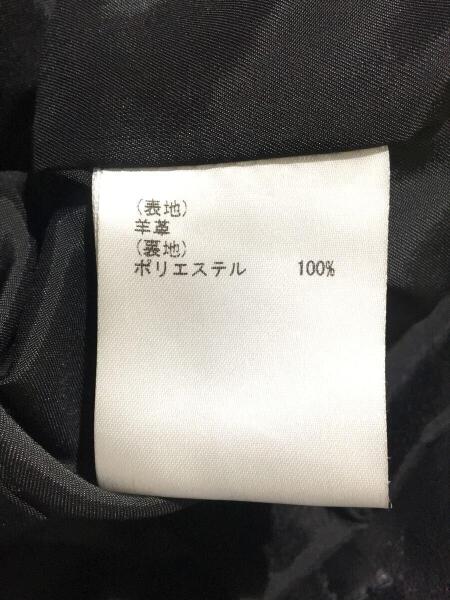 (表地)
羊革
(裏地)
ポリエステル 100%